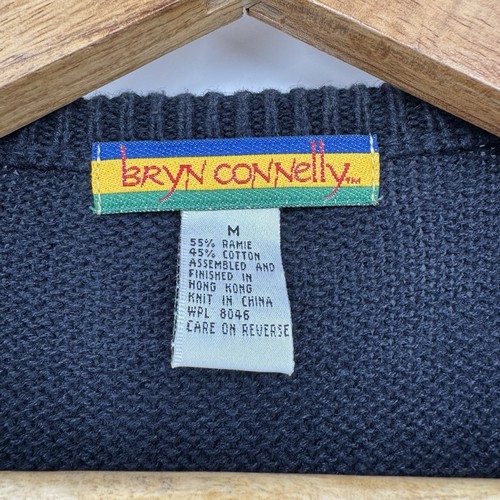 BRYN CONNELLY™
M
55% RAMIE
45% COTTON
ASSEMBLED AND
FINISHED IN
HONG KONG
KNIT IN CHINA
WPL 8046
CARE ON REVERSE